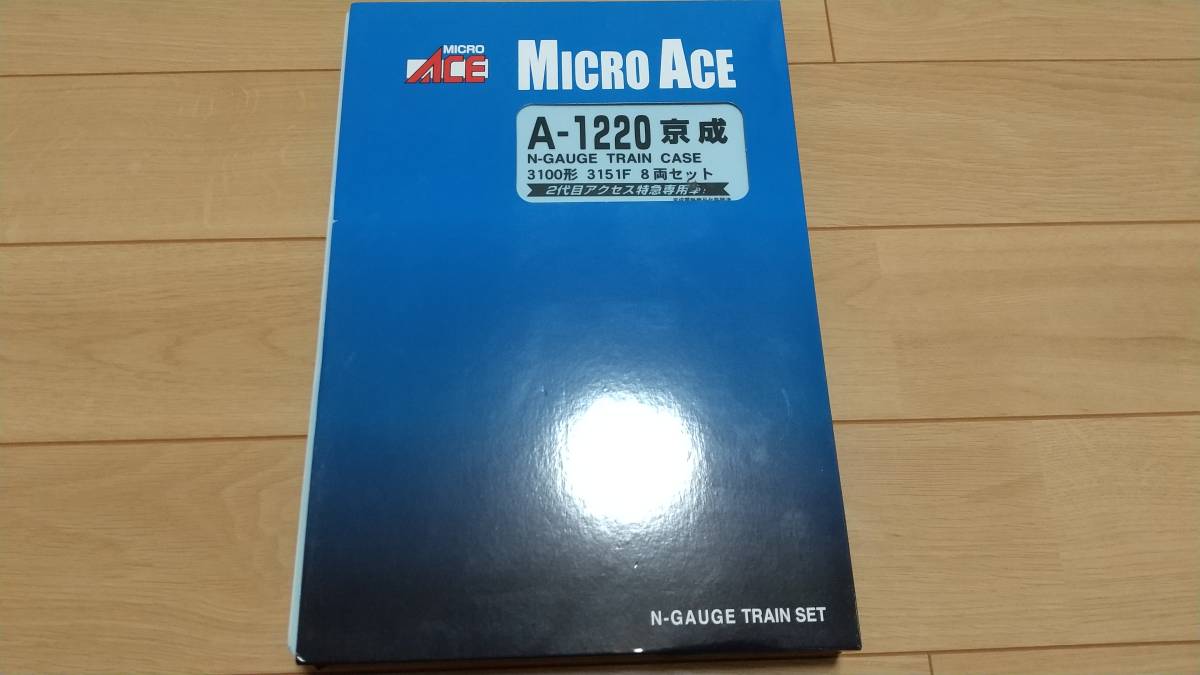 MICRO
ACE
MICRO ACE
A-1220 京成
N-GAUGE TRAIN CASE
3100形 3151F 8両セット
2代目アクセス特急専用車!
N-GAUGE TRAIN SET